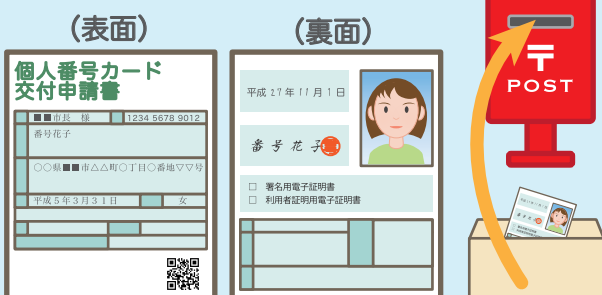 (表面)
個人番号カード
交付申請書
■■市長 様 1234 5678 9012
番号花子
〇〇県■■市△△町〇丁目〇番地▽▽号
平成5年3月31日 女
(裏面)
平成27年11月1日
番号花子
□ 署名用電子証明書
□ 利用者証明用電子証明書
〒
POST